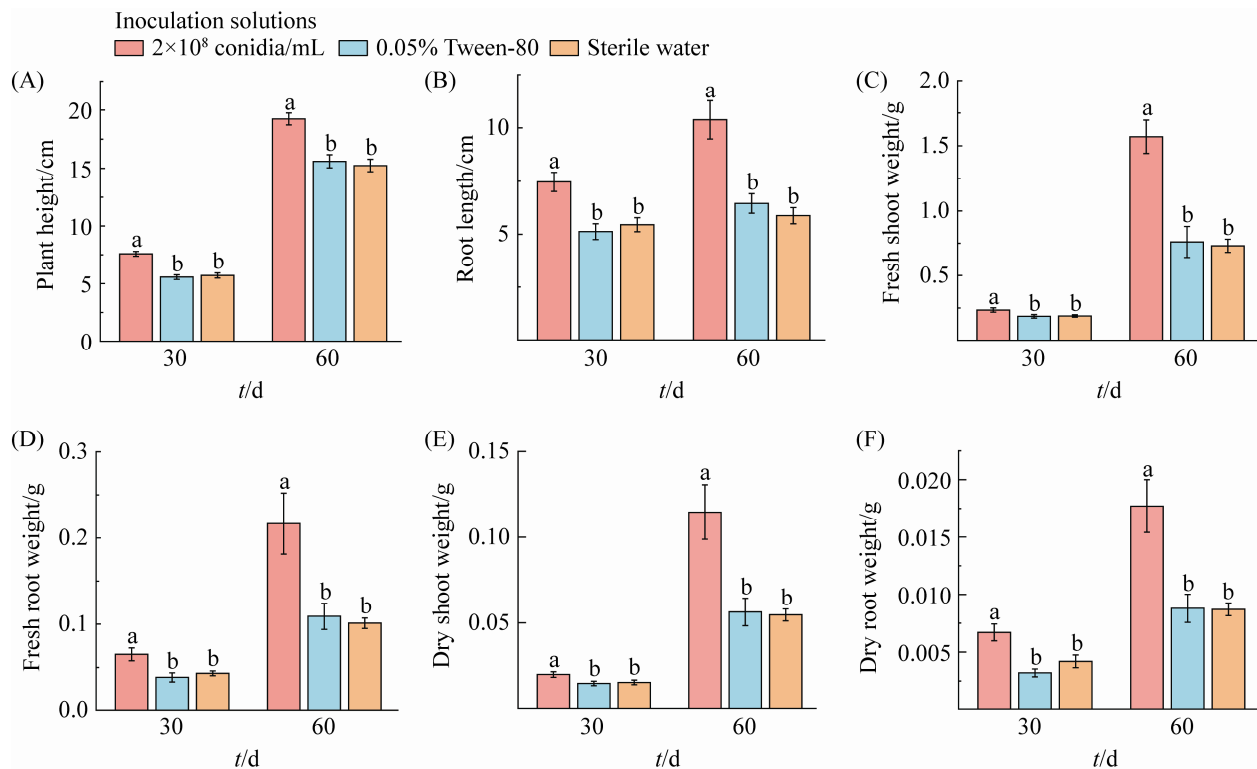 Inoculation solutions
2×10⁸ conidia/mL 0.05% Tween-80 Sterile water
(A)
Plant height/cm
20
15
10
5
0
a
b
b
a
b
b
30 60
t/d
(B)
Root length/cm
10
5
a
b
b
a
b
b
30 60
t/d
(C)
Fresh shoot weight/g
2.0
1.5
1.0
0.5
a
b
b
a
b
b
30 60
t/d
(D)
Fresh root weight/g
0.3
0.2
0.1
0.0
a
b
b
a
b
b
30 60
t/d
(E)
Dry shoot weight/g
0.15
0.10
0.05
a
b
b
a
b
b
30 60
t/d
(F)
Dry root weight/g
0.020
0.015
0.010
0.005
a
b
b
a
b
b
30 60
t/d